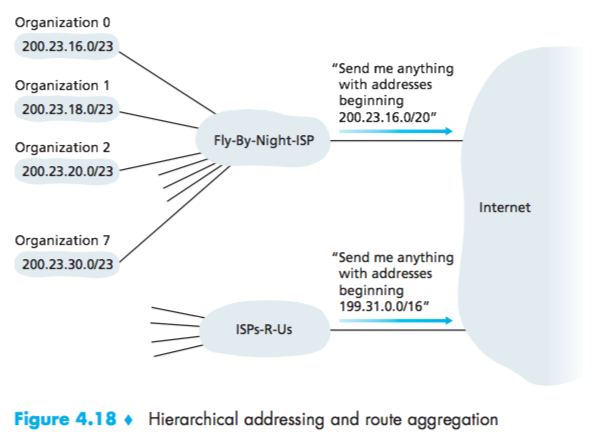 Organization 0
200.23.16.0/23
Organization 1
200.23.18.0/23
Organization 2
200.23.20.0/23
Organization 7
200.23.30.0/23
Fly-By-Night-ISP
“Send me anything
with addresses
beginning
200.23.16.0/20”
Internet
ISPs-R-Us
“Send me anything
with addresses
beginning
199.31.0.0/16”
Figure 4.18 ♦ Hierarchical addressing and route aggregation